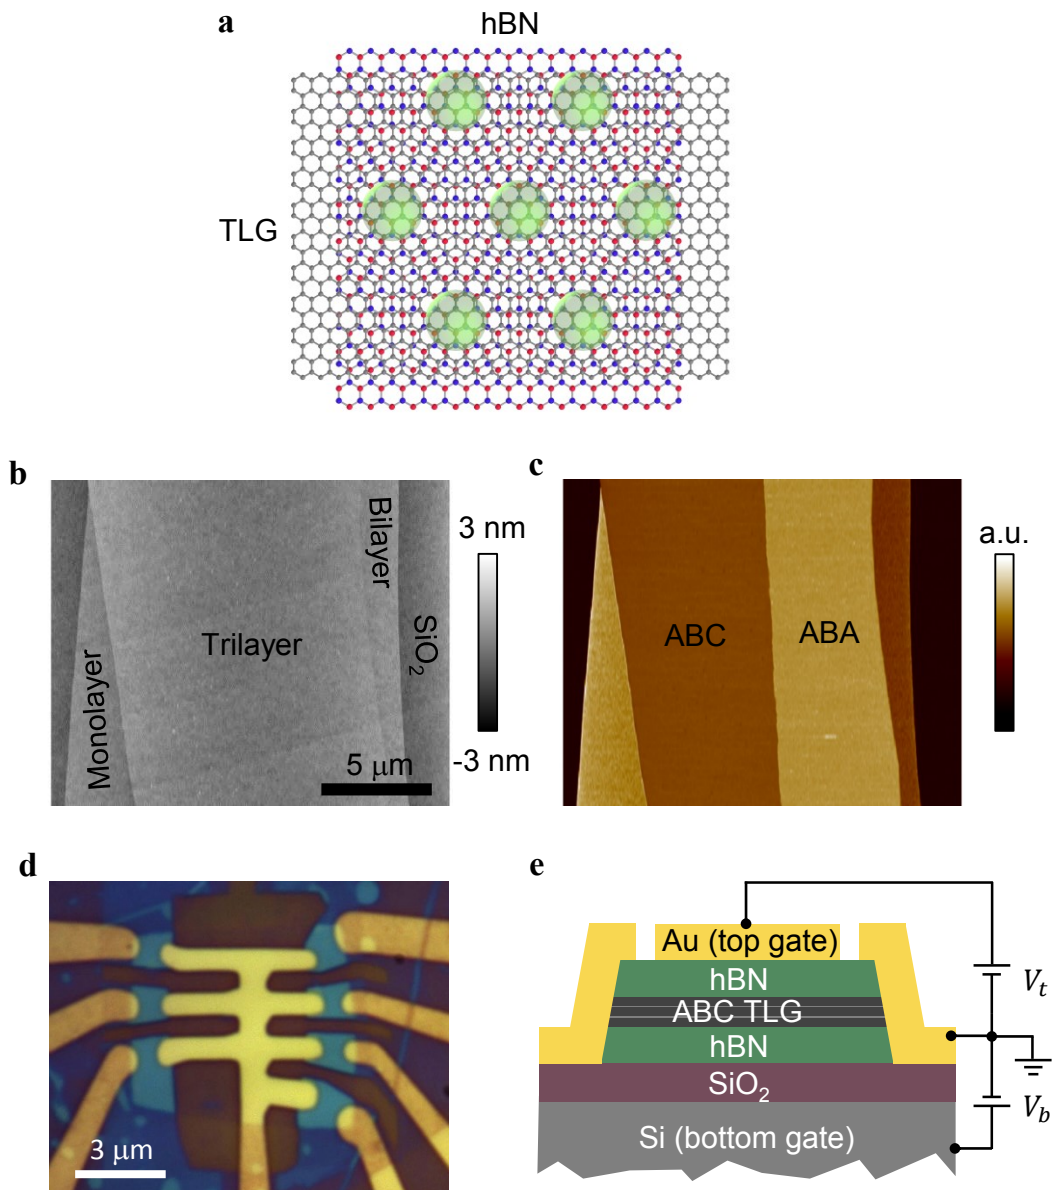 a
hBN
TLG
b
Monolayer
Trilayer
Bilayer
SiO₂
5 μm
3 nm
-3 nm
c
ABC
ABA
a.u.
d
3 μm
e
Au (top gate)
hBN
ABC TLG
hBN
SiO₂
Si (bottom gate)
Vₜ
V_b